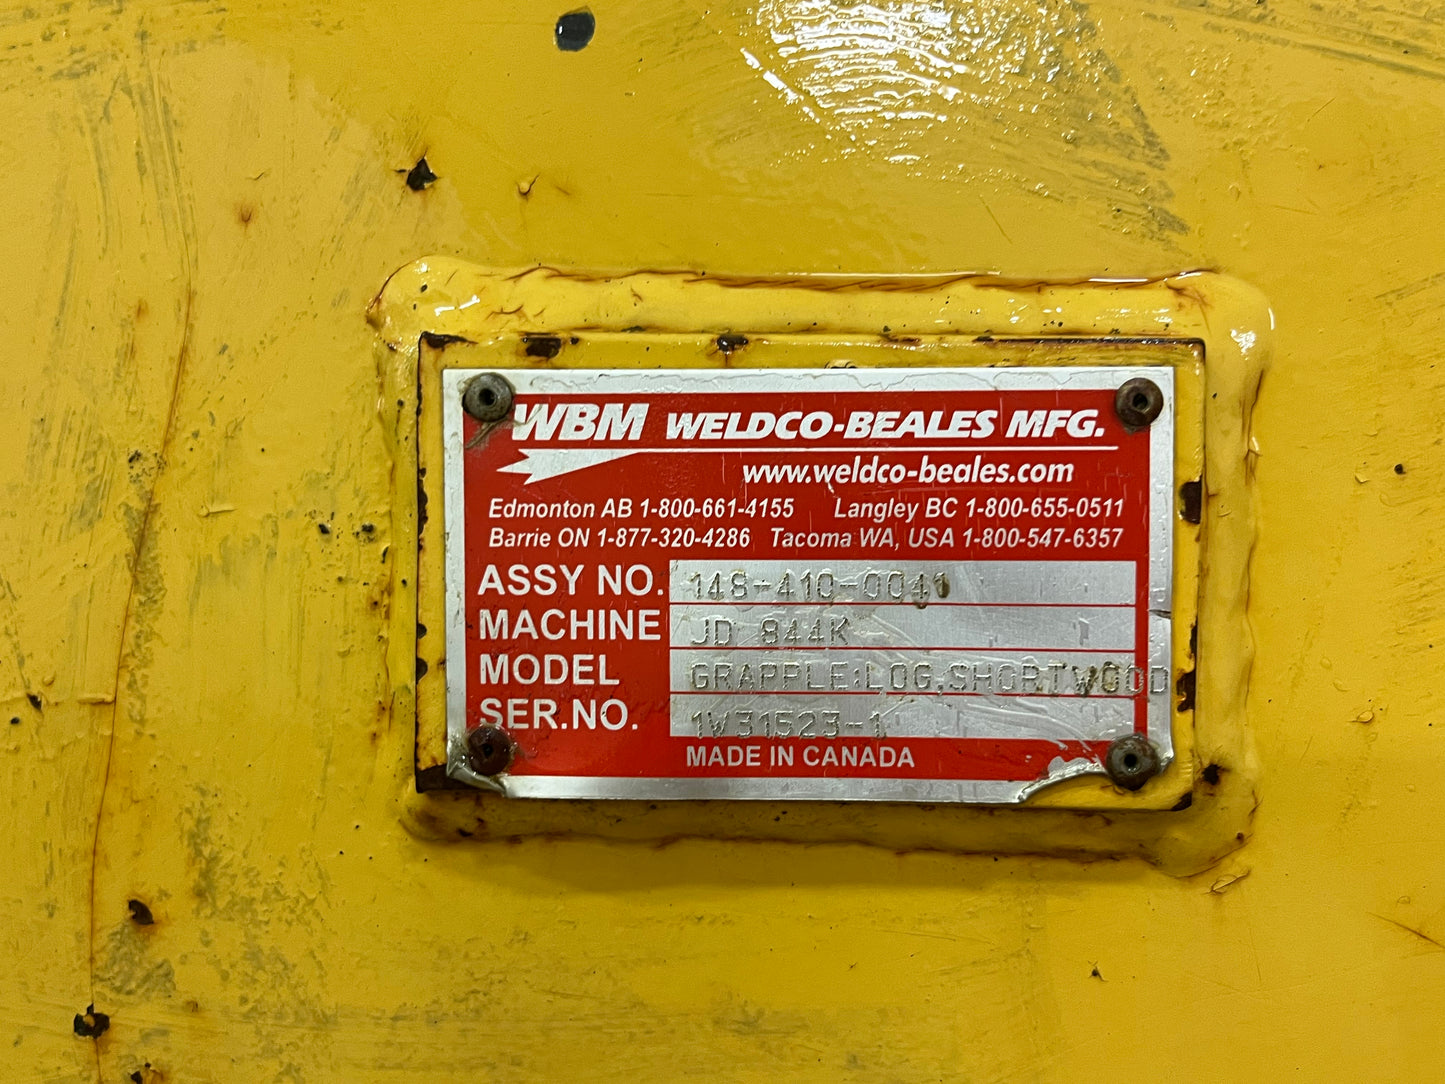 WBM WELDCO-BEALES MFG.
www.weldco-beales.com
Edmonton AB 1-800-661-4155 Langley BC 1-800-655-0511
Barrie ON 1-877-320-4286 Tacoma WA, USA 1-800-547-6357
ASSY NO. 148-410-0041
MACHINE JD 844K
MODEL GRAPPLE:LOG,SHORTWOOD
SER.NO. 1W31523-1
MADE IN CANADA